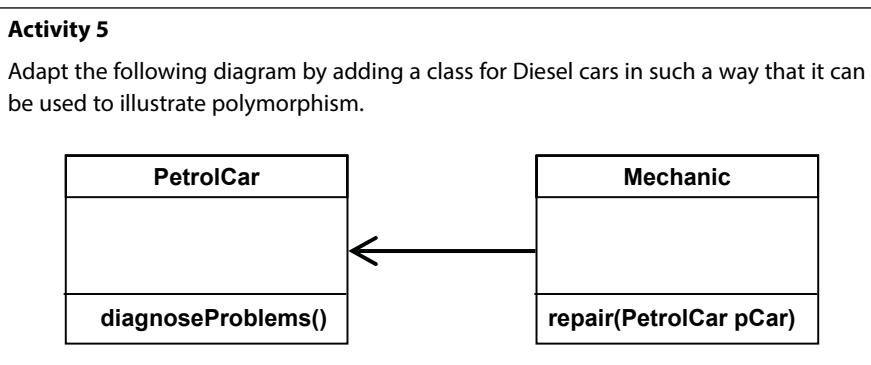 Activity 5
Adapt the following diagram by adding a class for Diesel cars in such a way that it can
be used to illustrate polymorphism.
PetrolCar
diagnoseProblems()
Mechanic
repair(PetrolCar pCar)